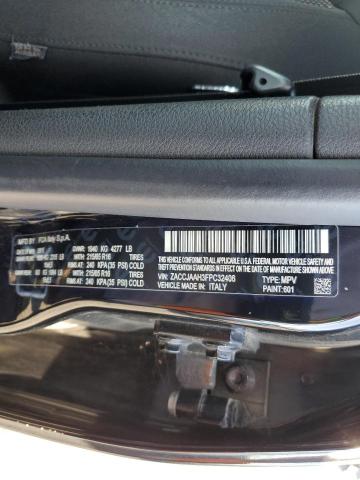 MFD BY: FCA Italy S.p.A.
GVWR: 1940 KG 4277 LB
WITH: 215/65 R16 TIRES
RIMS AT: 240 KPA(35 PSI) COLD
WITH: 215/65 R16 TIRES
RIMS AT: 240 KPA(35 PSI) COLD
THIS VEHICLE CONFORMS TO ALL APPLICABLE U.S.A. FEDERAL MOTOR VEHICLE SAFETY, BUMPER AND THEFT PREVENTION STANDARDS IN EFFECT ON THE DATE OF MANUFACTURE SHOWN ABOVE.
VIN: ZACCJAAH3FPC32406
TYPE: MPV
VEHICLE MADE IN: ITALY
PAINT: 601